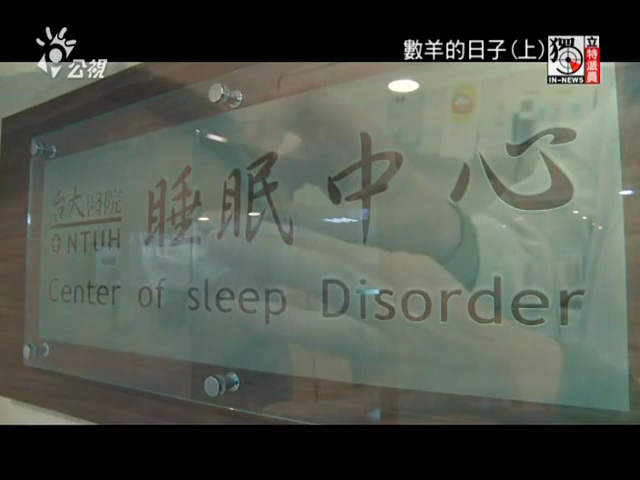 公視
數羊的日子(上)
獨立特派員
IN-NEWS
台大醫院
NTUH
睡眠中心
Center of sleep Disorder